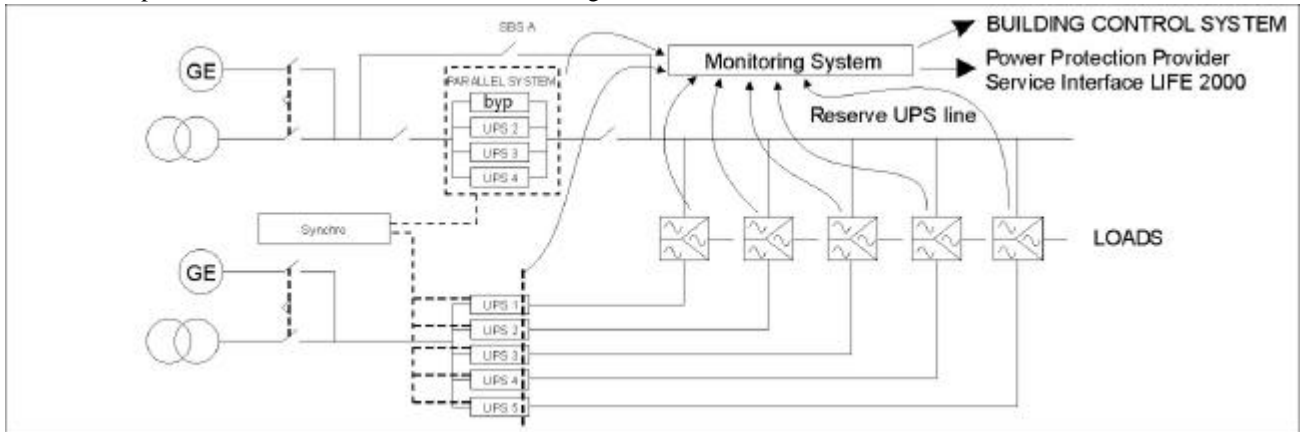 SBS A
BUILDING CONTROL SYSTEM
GE
Monitoring System
Power Protection Provider
Service Interface LIFE 2000
PARALLEL SYSTEM
byp
UPS 2
UPS 3
UPS 4
Reserve UPS line
Synchro
LOADS
GE
UPS 1
UPS 2
UPS 3
UPS 4
UPS 5